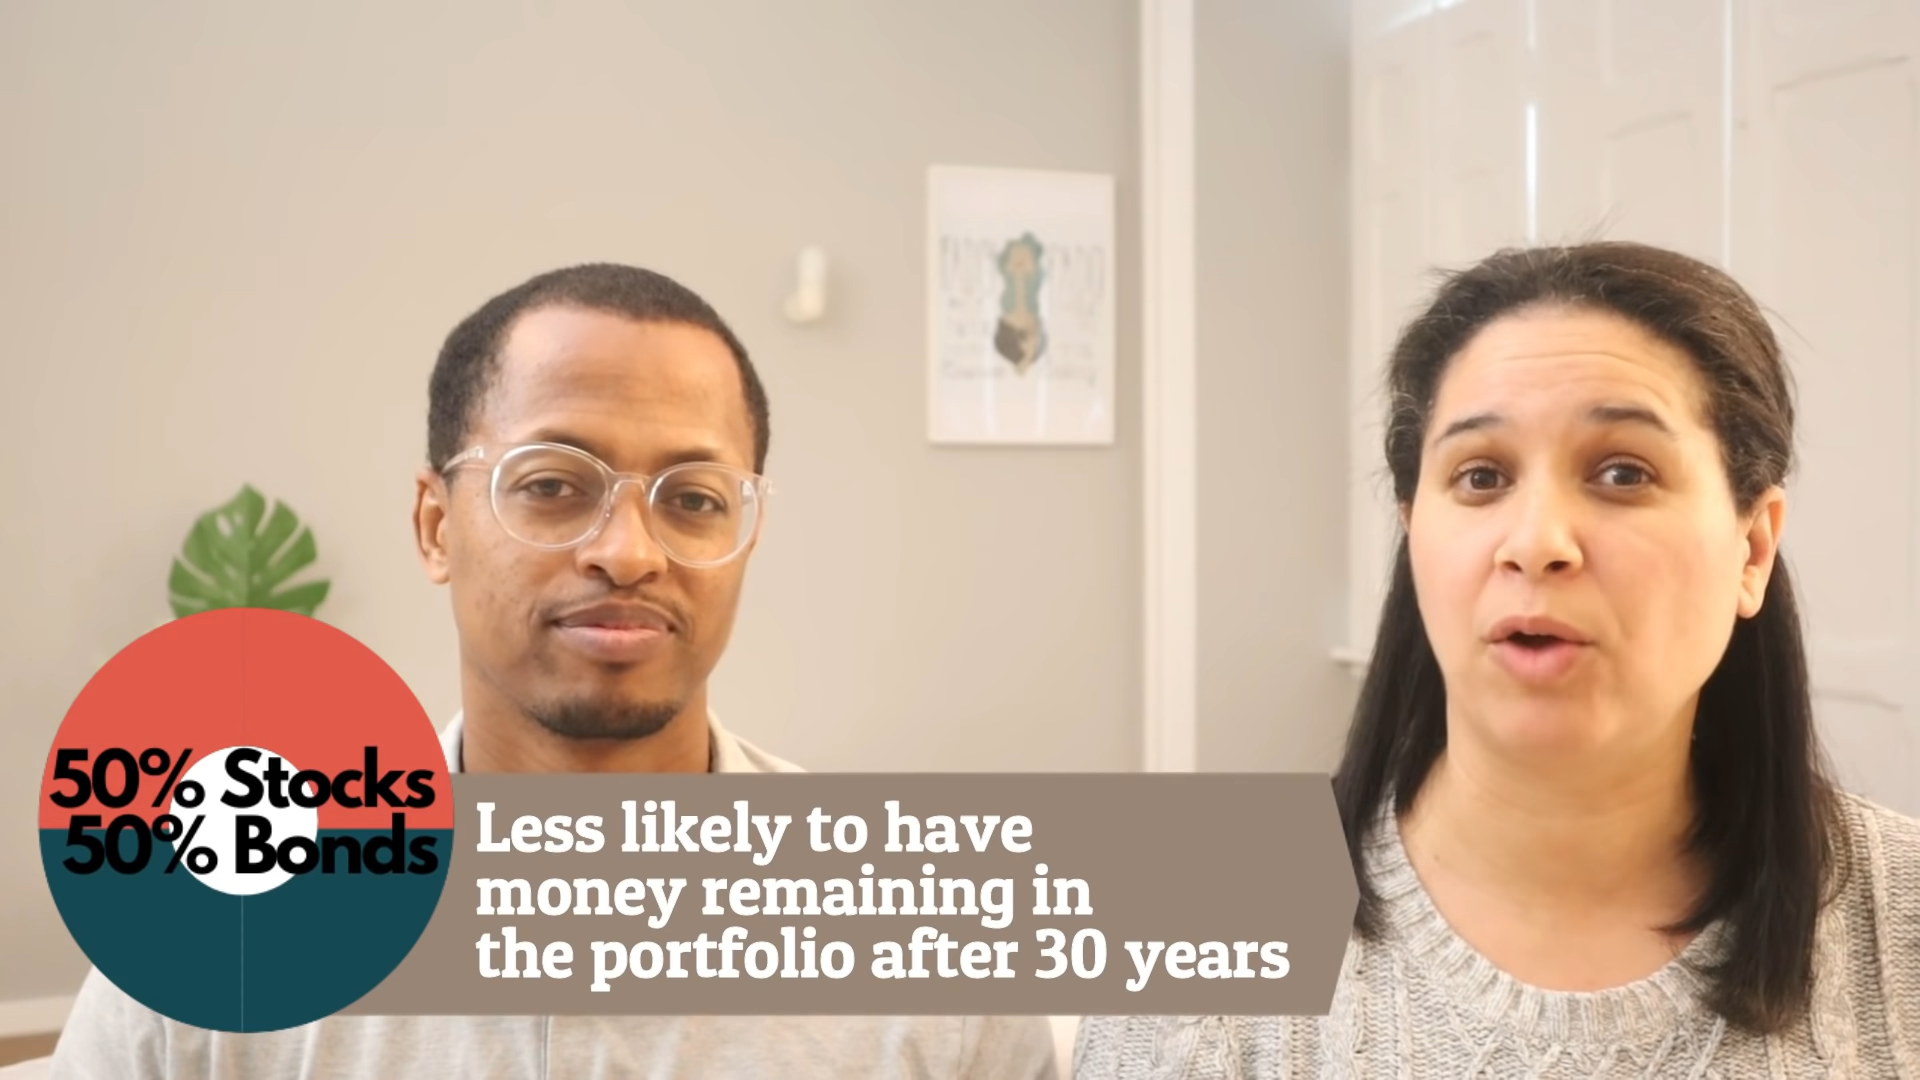 50% Stocks
50% Bonds
Less likely to have
money remaining in
the portfolio after 30 years